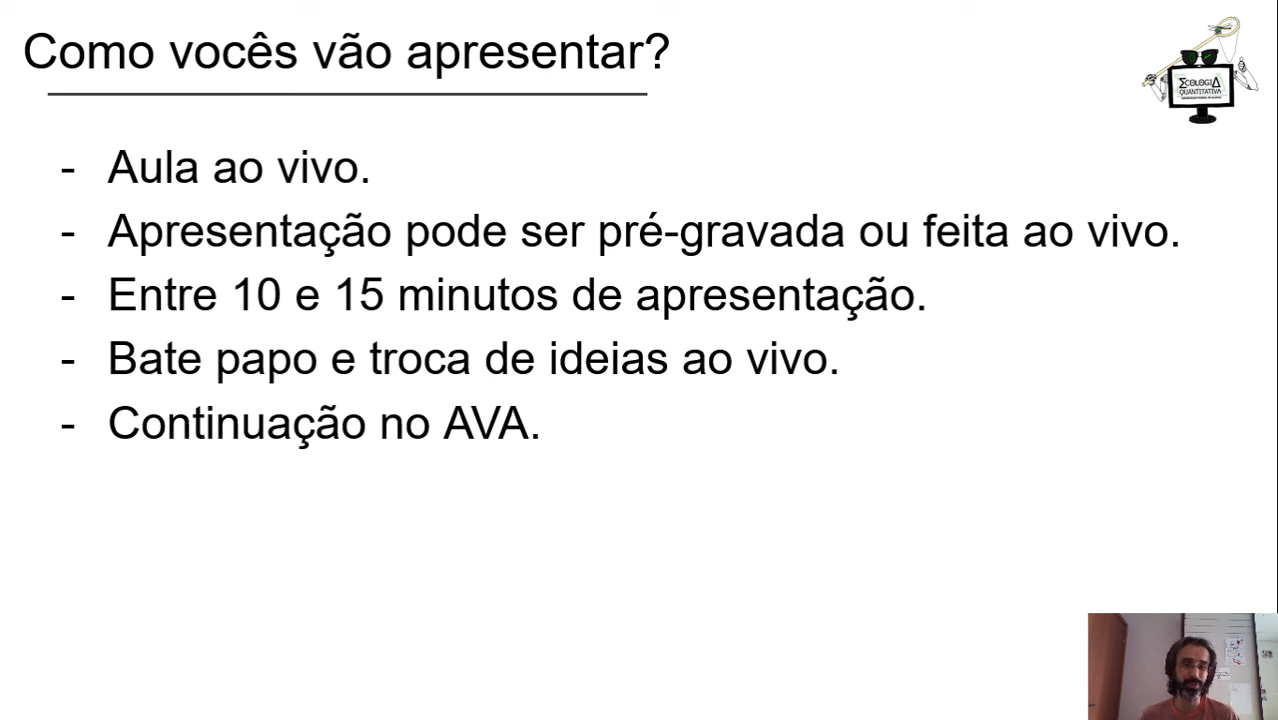 Como vocês vão apresentar?
ECOLOGIA
QUANTITATIVA
- Aula ao vivo.
- Apresentação pode ser pré-gravada ou feita ao vivo.
- Entre 10 e 15 minutos de apresentação.
- Bate papo e troca de ideias ao vivo.
- Continuação no AVA.